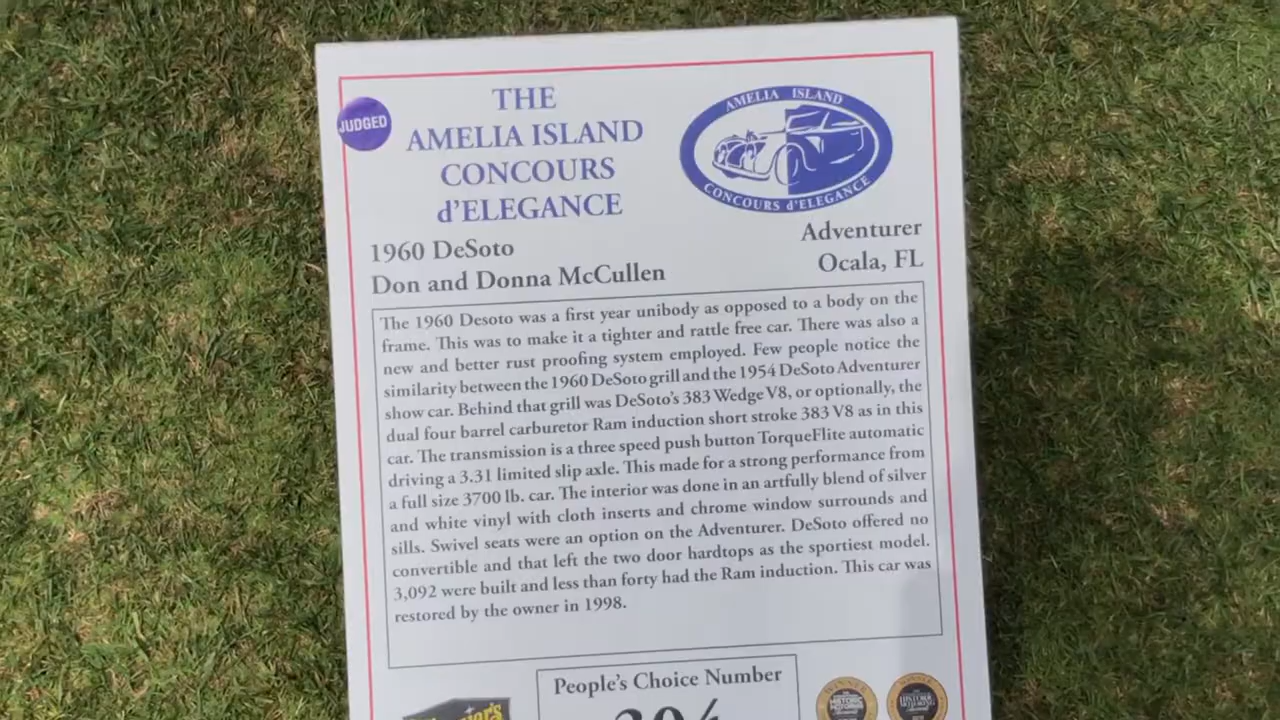 JUDGED
THE
AMELIA ISLAND
CONCOURS
d'ELEGANCE
AMELIA ISLAND
CONCOURS d'ELEGANCE
1960 DeSoto
Adventurer
Don and Donna McCullen
Ocala, FL
The 1960 Desoto was a first year unibody as opposed to a body on the
frame. This was to make it a tighter and rattle free car. There was also a
new and better rust proofing system employed. Few people notice the
similarity between the 1960 DeSoto grill and the 1954 DeSoto Adventurer
show car. Behind that grill was DeSoto's 383 Wedge V8, or optionally, the
dual four barrel carburetor Ram induction short stroke 383 V8 as in this
car. The transmission is a three speed push button TorqueFlite automatic
driving a 3.31 limited slip axle. This made for a strong performance from
a full size 3700 lb. car. The interior was done in an artfully blend of silver
and white vinyl with cloth inserts and chrome window surrounds and
sills. Swivel seats were an option on the Adventurer. DeSoto offered no
convertible and that left the two door hardtops as the sportiest model.
3,092 were built and less than forty had the Ram induction. This car was
restored by the owner in 1998.
People's Choice Number
WINNER